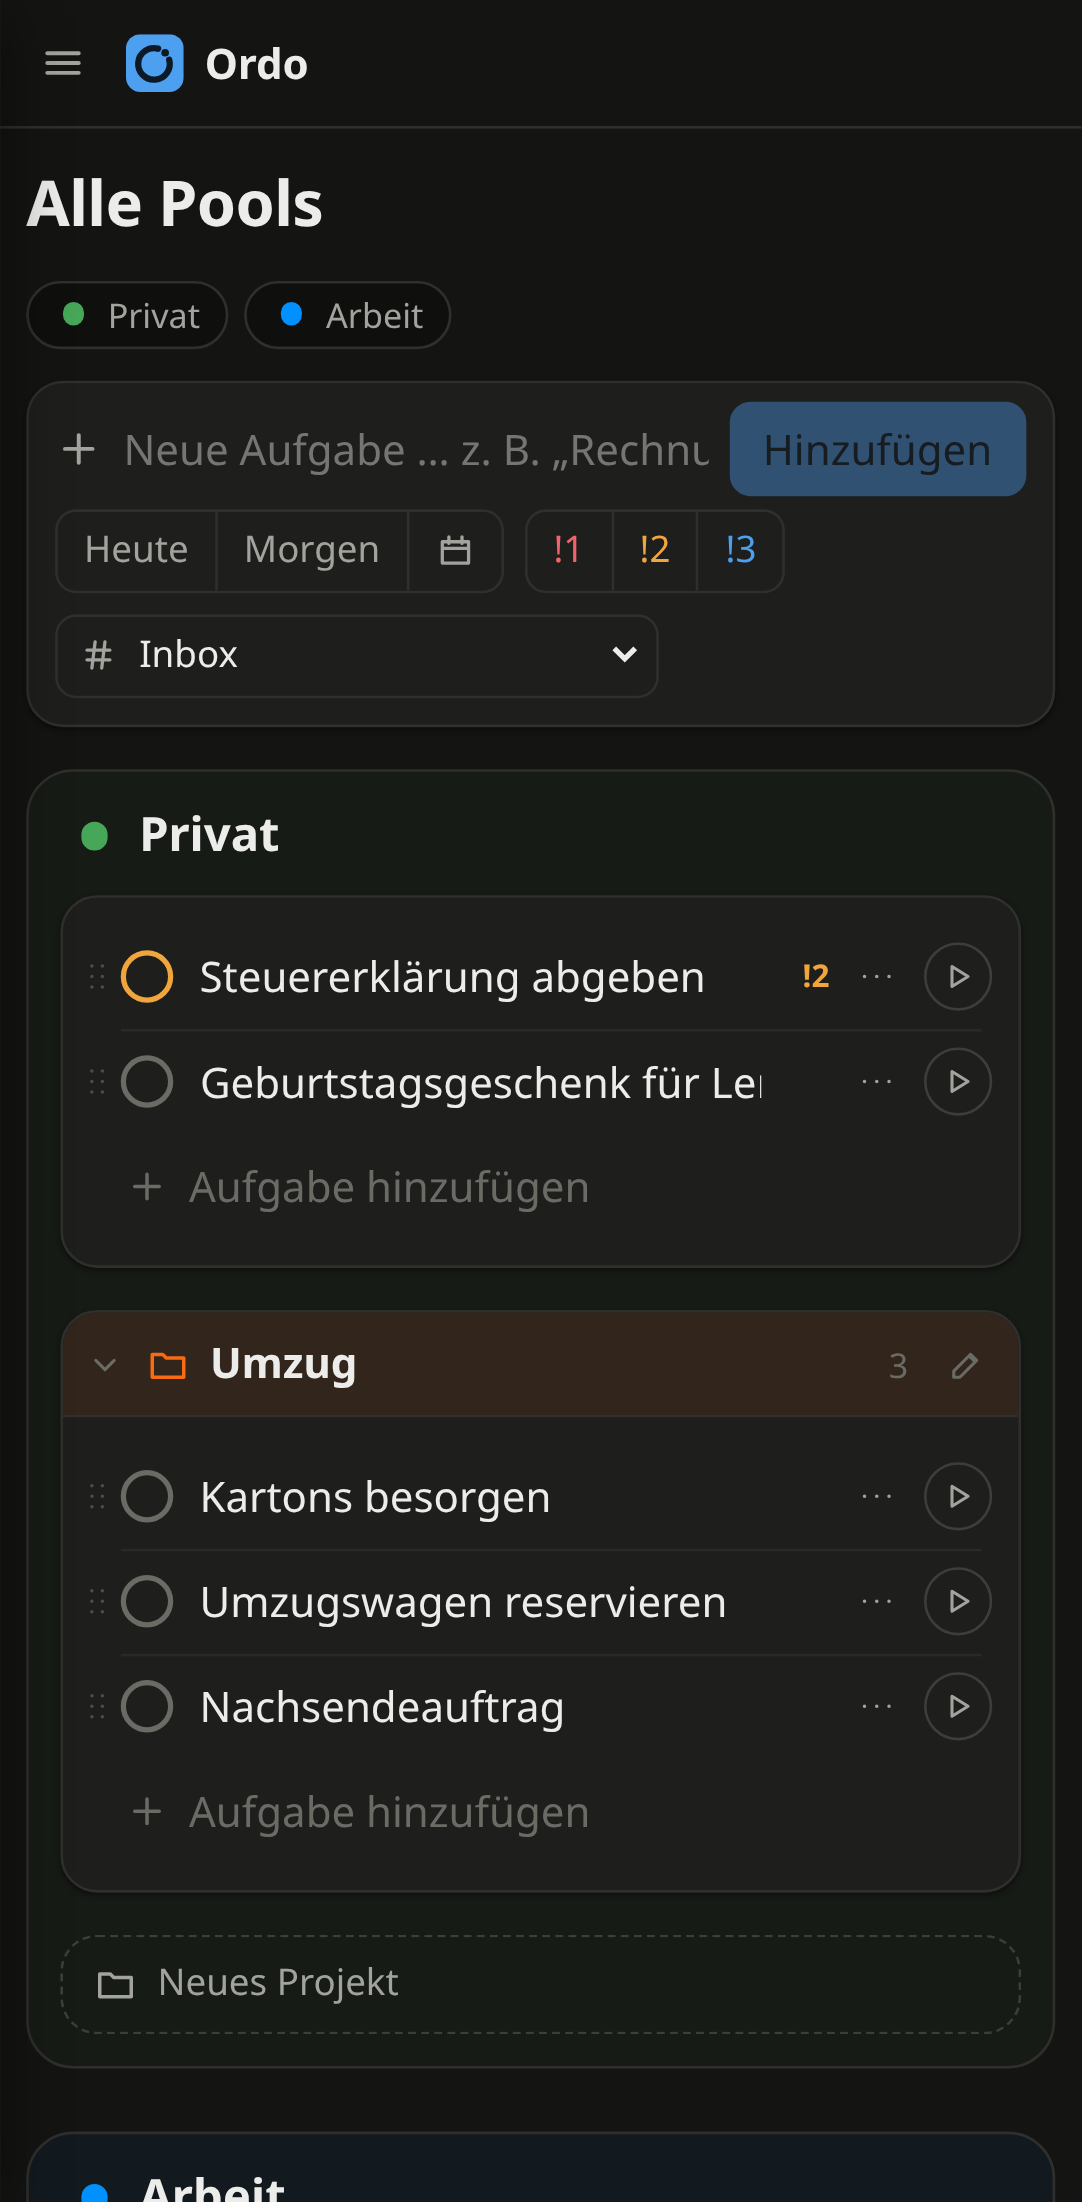 Ordo
Alle Pools
Privat
Arbeit
Neue Aufgabe … z. B. „Rechnu
Hinzufügen
Heute
Morgen
!1
!2
!3
# Inbox
Privat
Steuererklärung abgeben
!2
...
Geburtstagsgeschenk für Le
...
+ Aufgabe hinzufügen
Umzug
3
Kartons besorgen
...
Umzugswagen reservieren
...
Nachsendeauftrag
...
+ Aufgabe hinzufügen
Neues Projekt
Arbeit